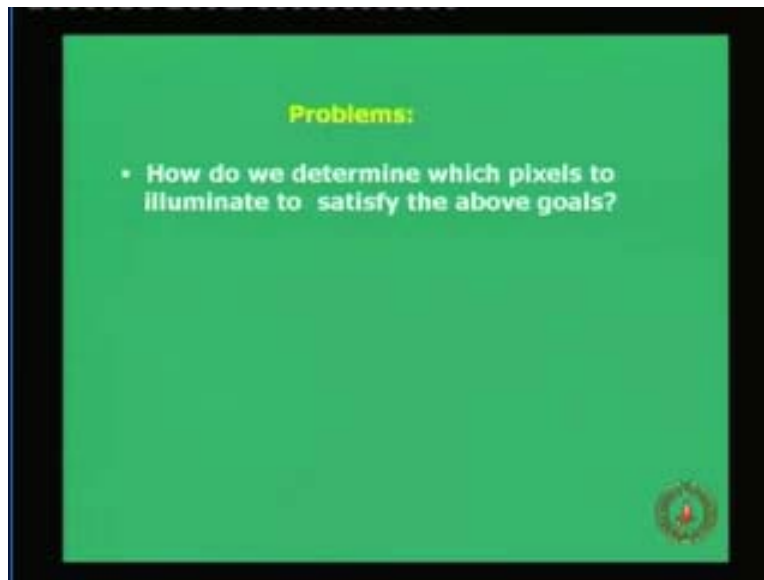 Problems:
• How do we determine which pixels to
illuminate to satisfy the above goals?